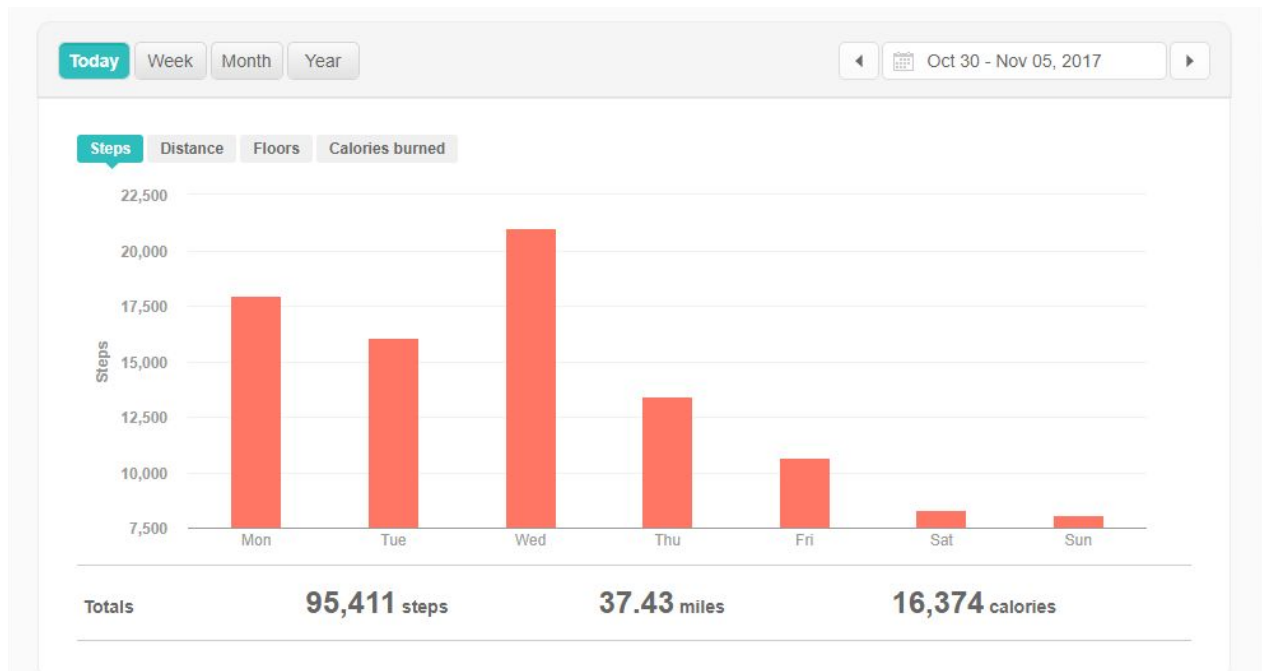 Today Week Month Year Oct 30 - Nov 05, 2017
Steps Distance Floors Calories burned
22,500
20,000
17,500
15,000
12,500
10,000
7,500
Steps
Mon Tue Wed Thu Fri Sat Sun
Totals 95,411 steps 37.43 miles 16,374 calories